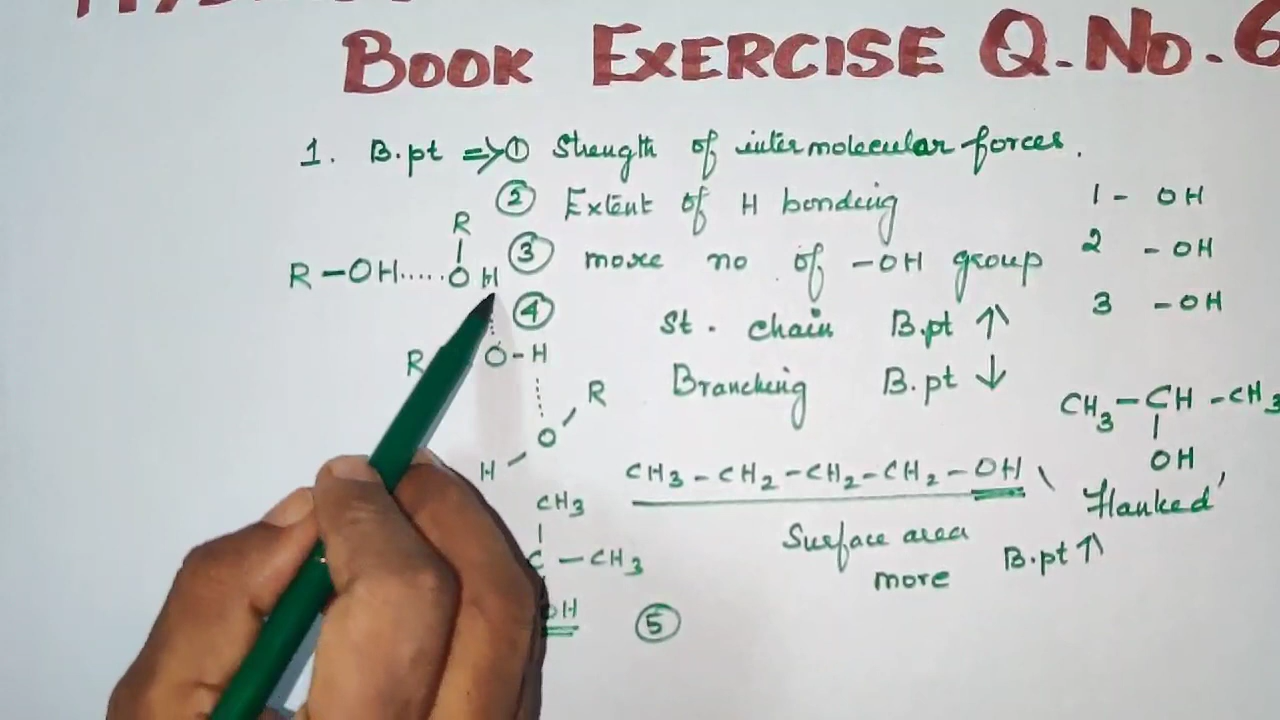 BOOK EXERCISE Q.NO.6
1. B.pt => ① Strength of intermolecular forces.
② Extent of H bonding
③ more no of -OH group
④ St. chain B.pt ↑
Branching B.pt ↓
1 - OH
2 - OH
3 - OH
R
|
R-OH.....O H
R O-H
R
O
H
CH3-CH2-CH2-CH2-OH
Surface area
more B.pt ↑
CH3-CH-CH3
|
OH
Flanked
CH3
|
C-CH3
OH
⑤